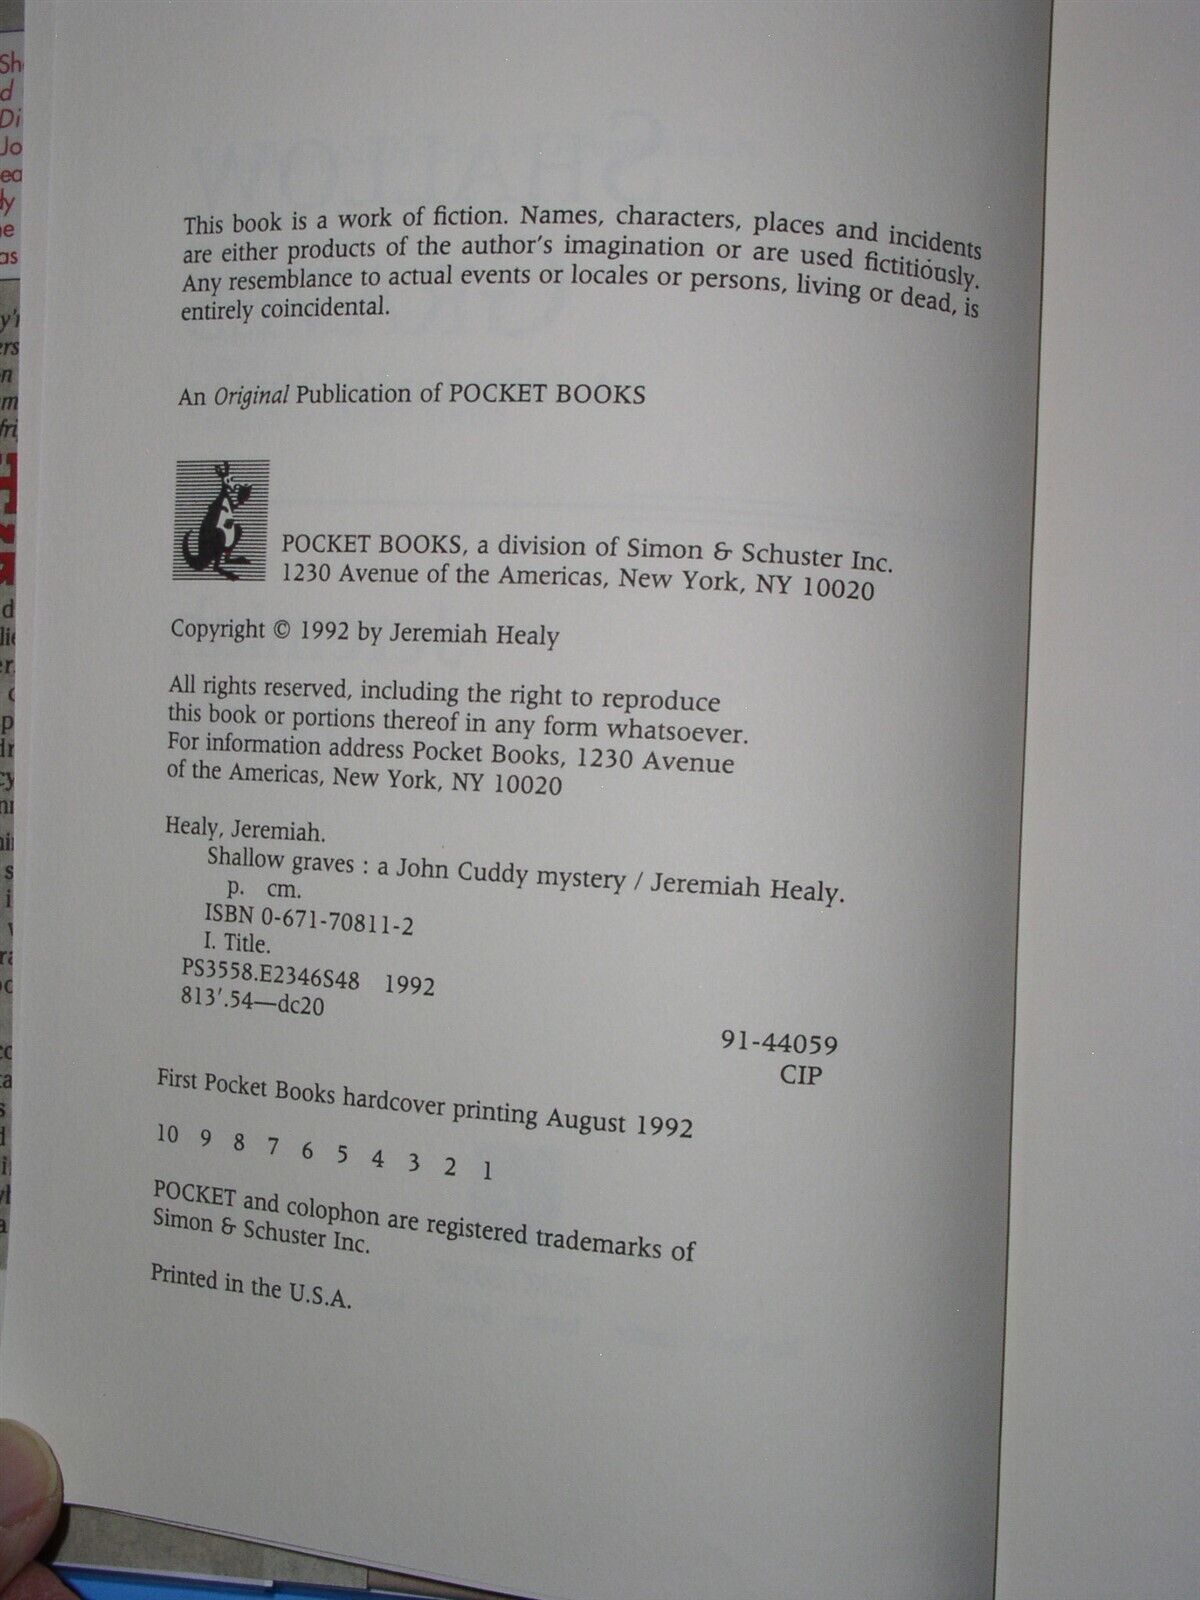 This book is a work of fiction. Names, characters, places and incidents
are either products of the author's imagination or are used fictitiously.
Any resemblance to actual events or locales or persons, living or dead, is
entirely coincidental.
An Original Publication of POCKET BOOKS
POCKET BOOKS, a division of Simon & Schuster Inc.
1230 Avenue of the Americas, New York, NY 10020
Copyright © 1992 by Jeremiah Healy
All rights reserved, including the right to reproduce
this book or portions thereof in any form whatsoever.
For information address Pocket Books, 1230 Avenue
of the Americas, New York, NY 10020
Healy, Jeremiah.
Shallow graves : a John Cuddy mystery / Jeremiah Healy.
p. cm.
ISBN 0-671-70811-2
I. Title.
PS3558.E2346S48 1992
813'.54—dc20
91-44059
CIP
First Pocket Books hardcover printing August 1992
10 9 8 7 6 5 4 3 2 1
POCKET and colophon are registered trademarks of
Simon & Schuster Inc.
Printed in the U.S.A.